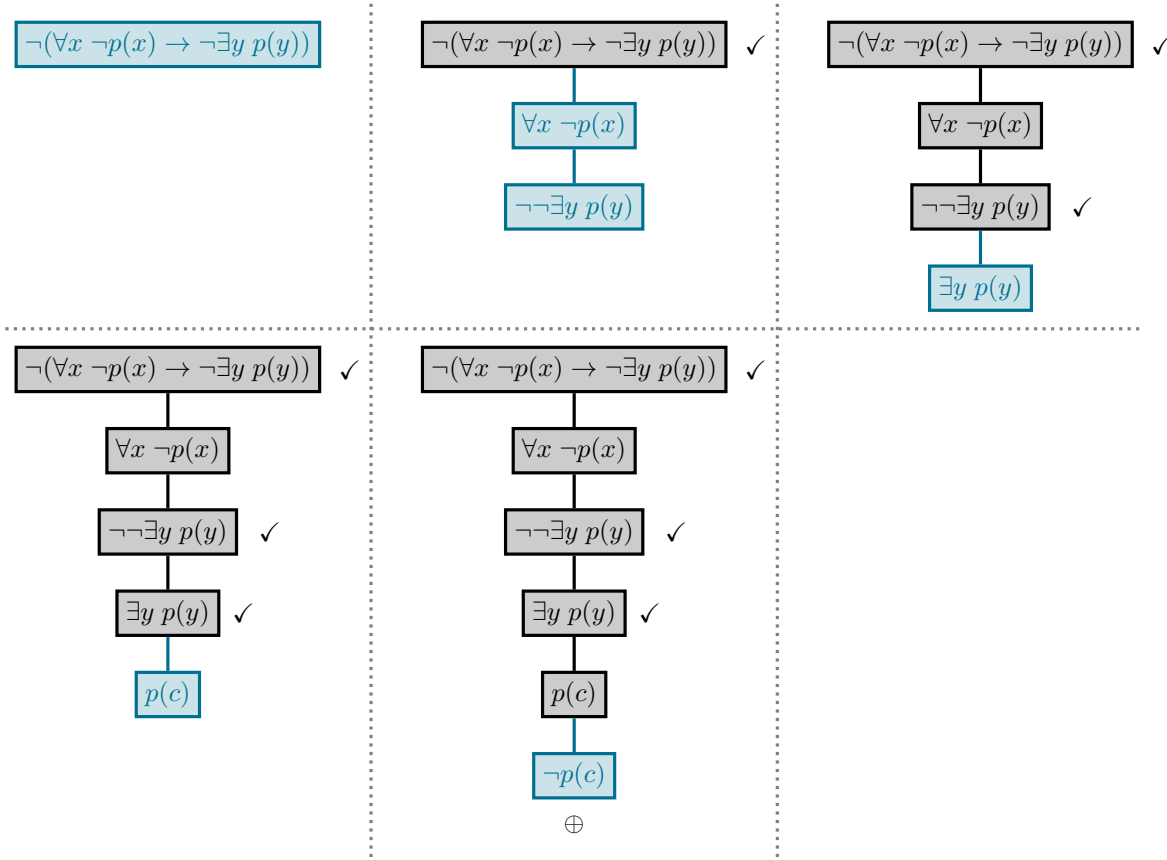 ¬(∀x ¬p(x) → ¬∃y p(y))
¬(∀x ¬p(x) → ¬∃y p(y)) ✓
∀x ¬p(x)
¬¬∃y p(y)
¬(∀x ¬p(x) → ¬∃y p(y)) ✓
∀x ¬p(x)
¬¬∃y p(y) ✓
∃y p(y)
¬(∀x ¬p(x) → ¬∃y p(y)) ✓
∀x ¬p(x)
¬¬∃y p(y) ✓
∃y p(y) ✓
p(c)
¬(∀x ¬p(x) → ¬∃y p(y)) ✓
∀x ¬p(x)
¬¬∃y p(y) ✓
∃y p(y) ✓
p(c)
¬p(c)
⊕